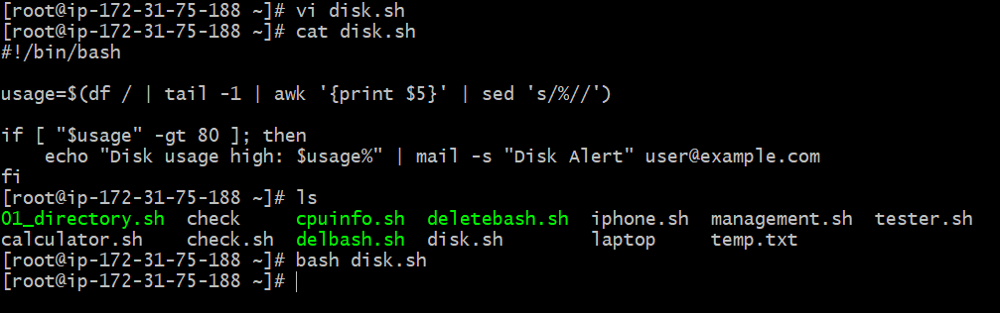 [root@ip-172-31-75-188 ~]# vi disk.sh
[root@ip-172-31-75-188 ~]# cat disk.sh
#!/bin/bash

usage=$(df / | tail -1 | awk '{print $5}' | sed 's/%//')

if [ "$usage" -gt 80 ]; then
    echo "Disk usage high: $usage%" | mail -s "Disk Alert" user@example.com
fi
[root@ip-172-31-75-188 ~]# ls
01_directory.sh  check     cpuinfo.sh  deletebash.sh  iphone.sh  management.sh  tester.sh
calculator.sh    check.sh  delbash.sh  disk.sh        laptop     temp.txt
[root@ip-172-31-75-188 ~]# bash disk.sh
[root@ip-172-31-75-188 ~]#